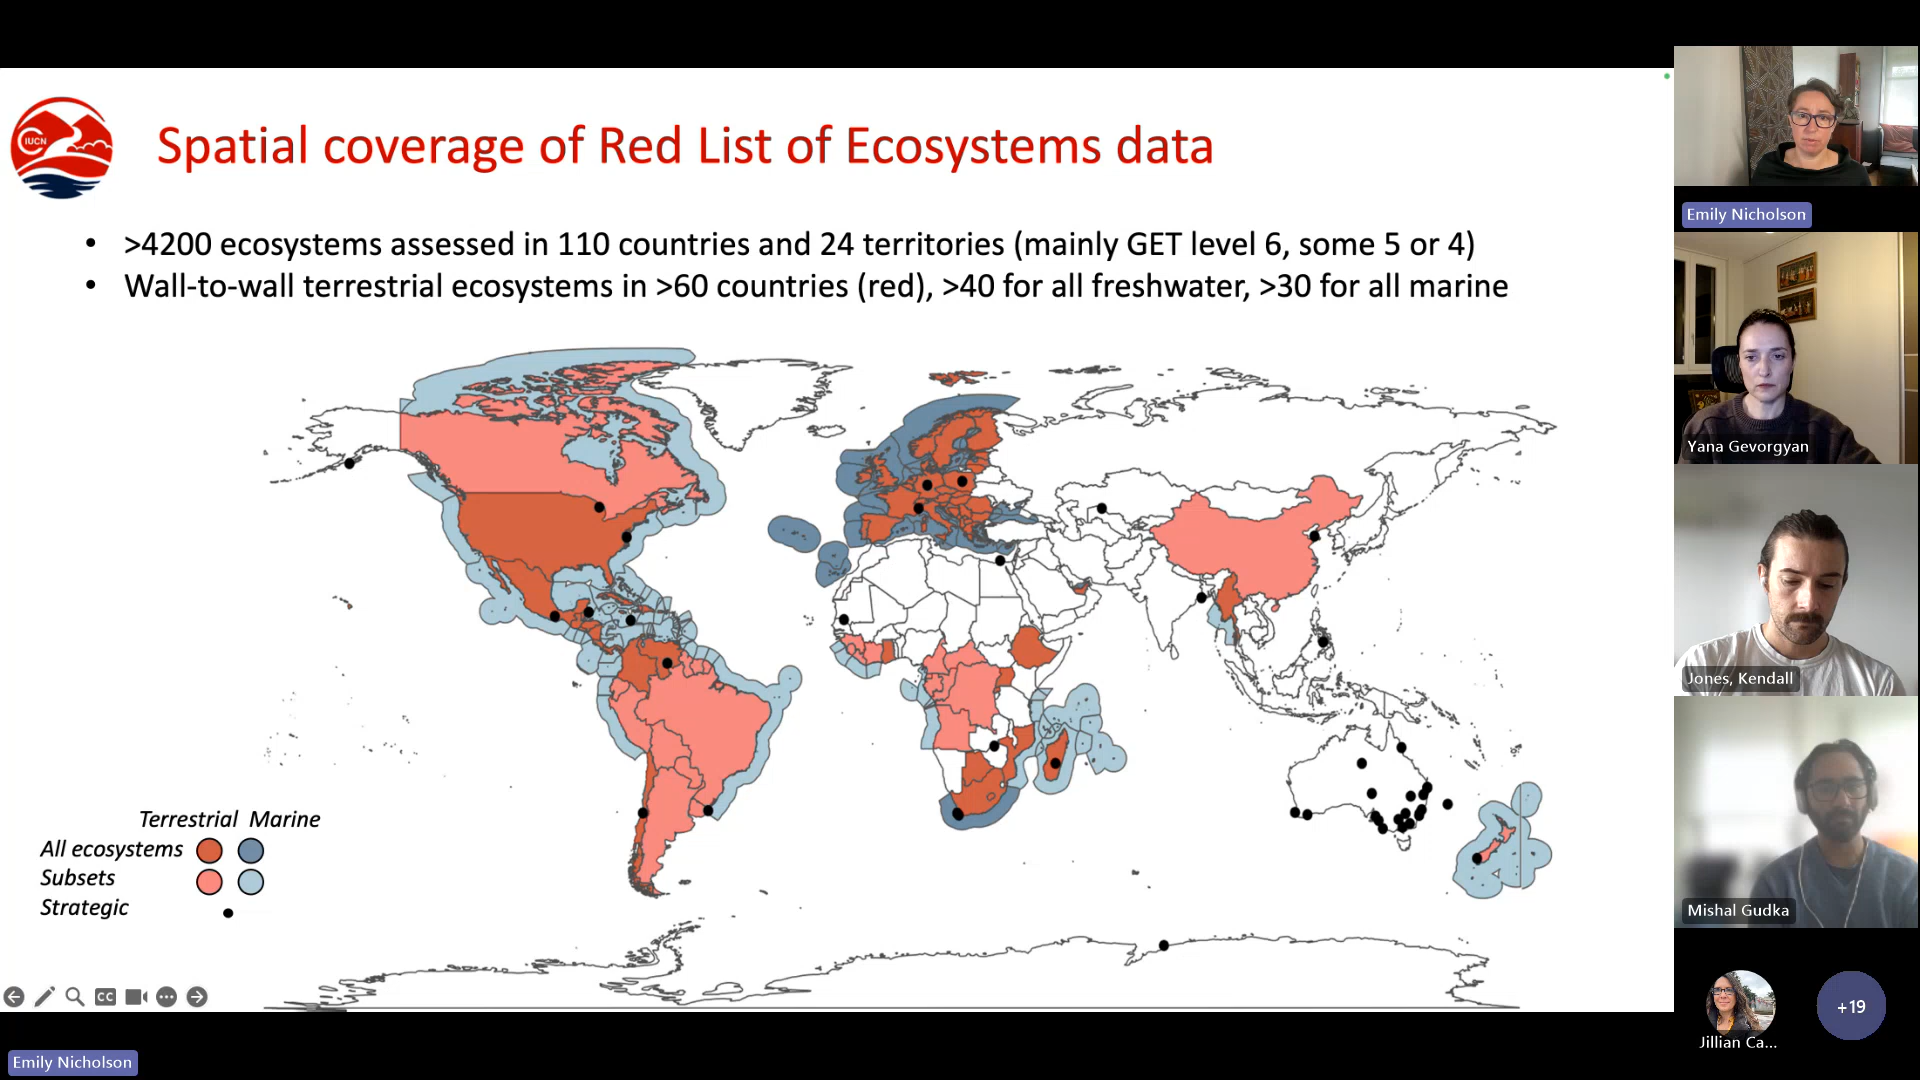 IUCN
Spatial coverage of Red List of Ecosystems data
• >4200 ecosystems assessed in 110 countries and 24 territories (mainly GET level 6, some 5 or 4)
• Wall-to-wall terrestrial ecosystems in >60 countries (red), >40 for all freshwater, >30 for all marine
Terrestrial Marine
All ecosystems
Subsets
Strategic
CC
Emily Nicholson
Emily Nicholson
Yana Gevorgyan
Jones, Kendall
Mishal Gudka
Jillian Ca...
+19